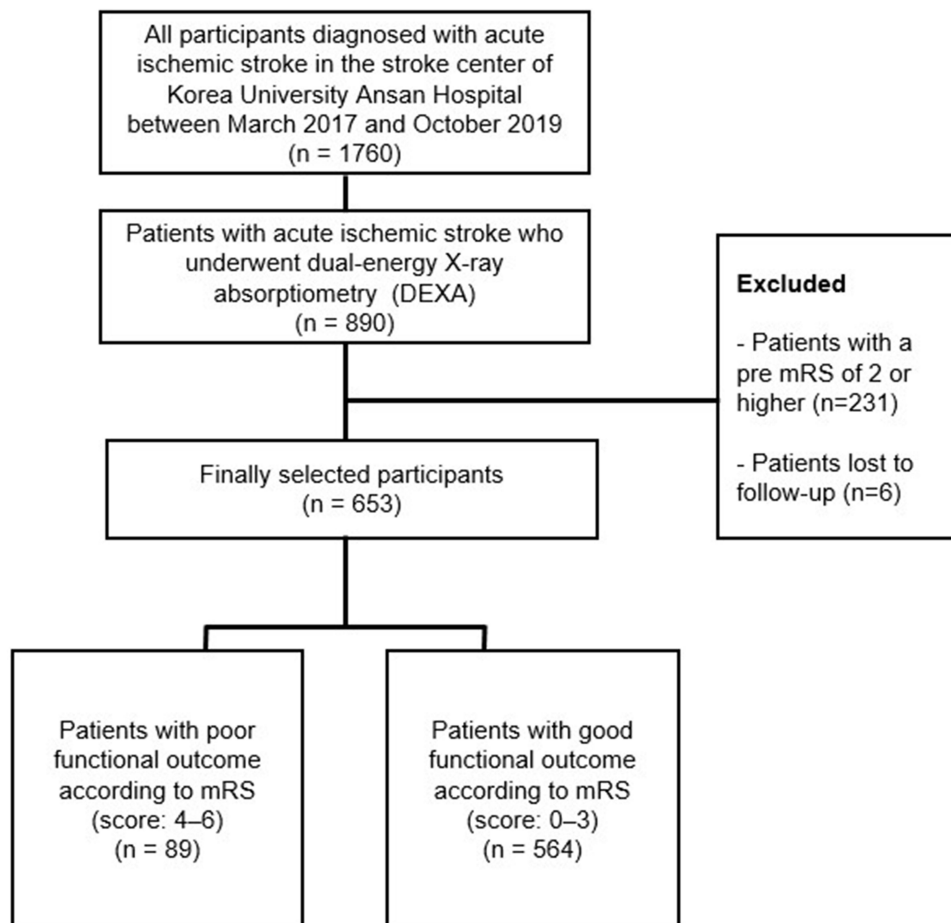 All participants diagnosed with acute
ischemic stroke in the stroke center of
Korea University Ansan Hospital
between March 2017 and October 2019
(n = 1760)
Patients with acute ischemic stroke who
underwent dual-energy X-ray
absorptiometry (DEXA)
(n = 890)
Excluded
- Patients with a
pre mRS of 2 or
higher (n=231)
- Patients lost to
follow-up (n=6)
Finally selected participants
(n = 653)
Patients with poor
functional outcome
according to mRS
(score: 4–6)
(n = 89)
Patients with good
functional outcome
according to mRS
(score: 0–3)
(n = 564)